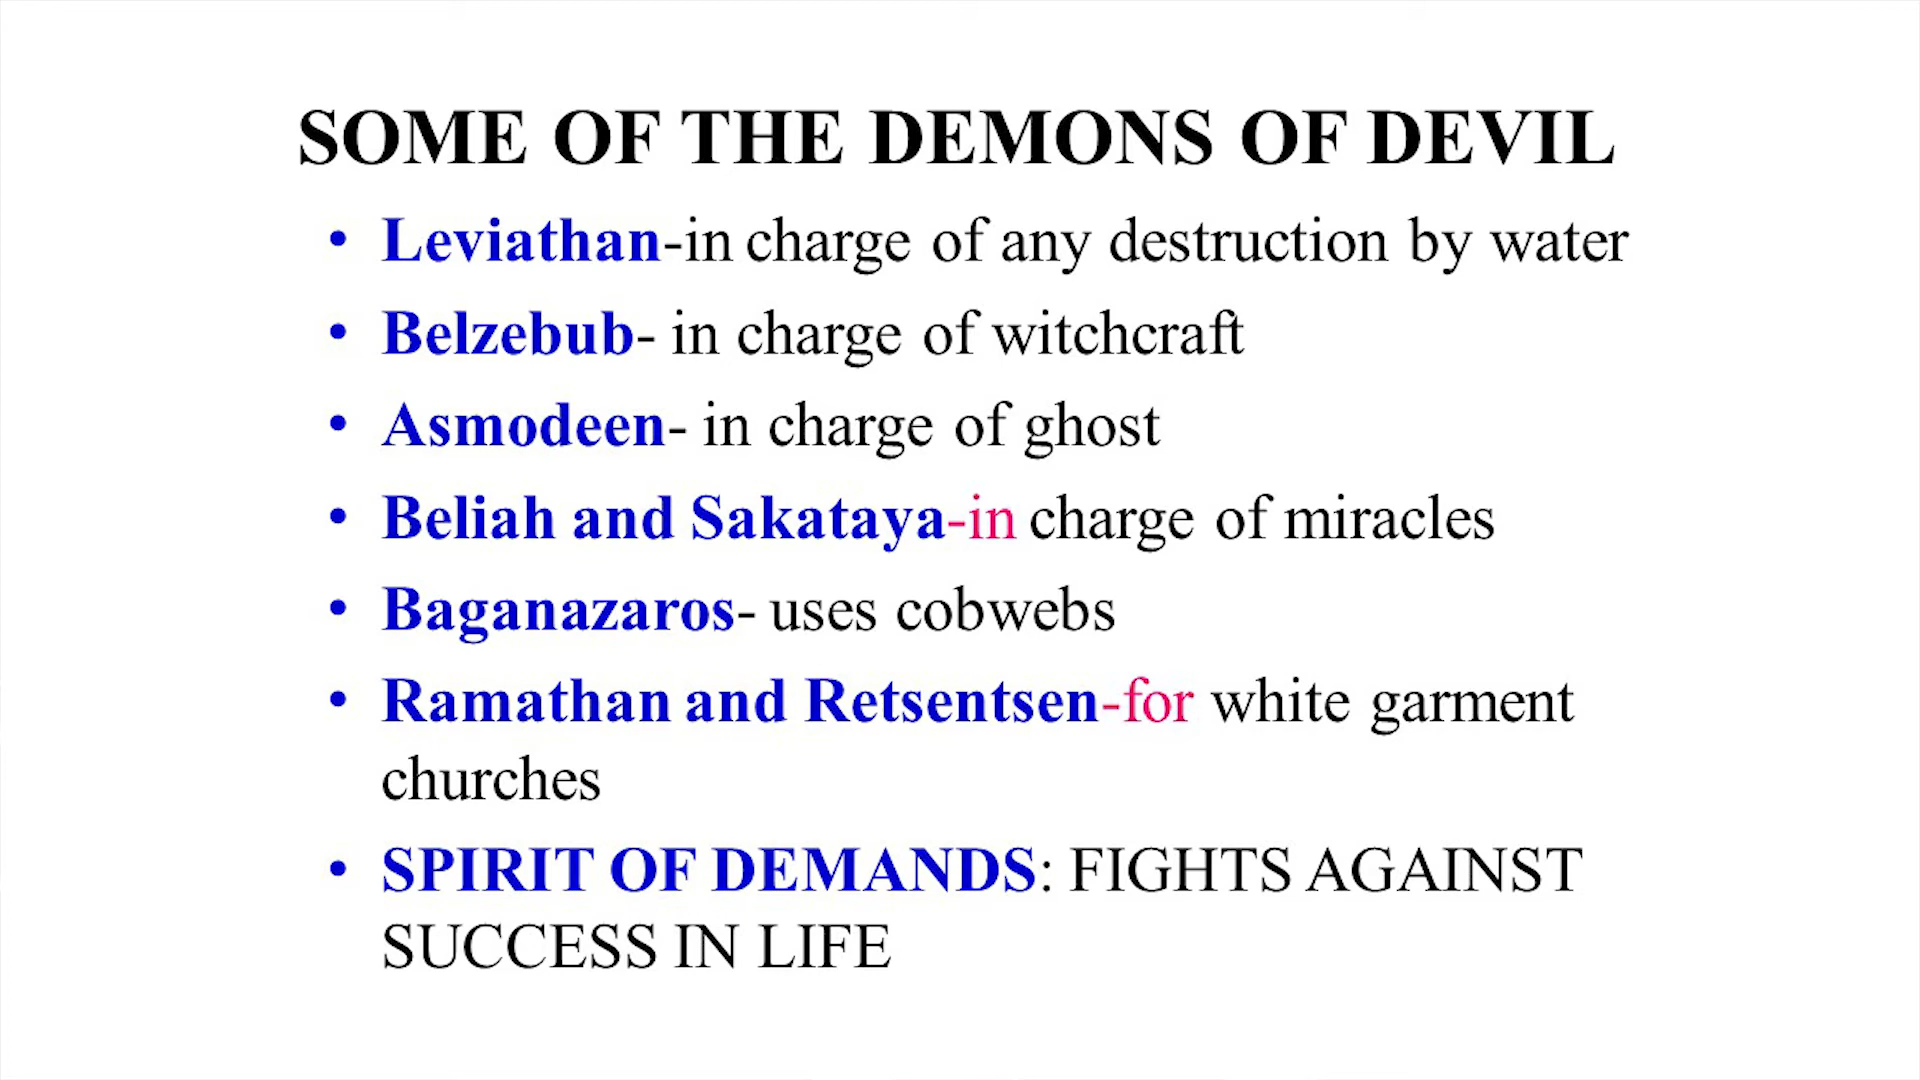 SOME OF THE DEMONS OF DEVIL
• Leviathan-in charge of any destruction by water
• Belzebub- in charge of witchcraft
• Asmodeen- in charge of ghost
• Beliah and Sakataya-in charge of miracles
• Baganazaros- uses cobwebs
• Ramathan and Retsentsen-for white garment
churches
• SPIRIT OF DEMANDS: FIGHTS AGAINST
SUCCESS IN LIFE